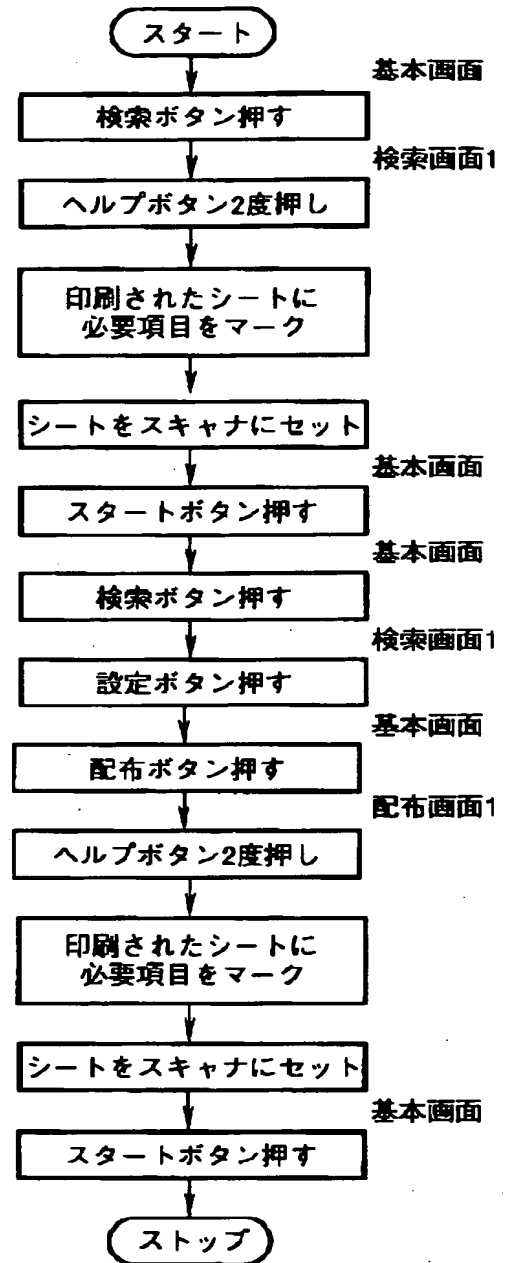 スタート
基本画面
検索ボタン押す
検索画面1
ヘルプボタン2度押し
印刷されたシートに
必要項目をマーク
シートをスキャナにセット
基本画面
スタートボタン押す
基本画面
検索ボタン押す
検索画面1
設定ボタン押す
基本画面
配布ボタン押す
配布画面1
ヘルプボタン2度押し
印刷されたシートに
必要項目をマーク
シートをスキャナにセット
基本画面
スタートボタン押す
ストップ